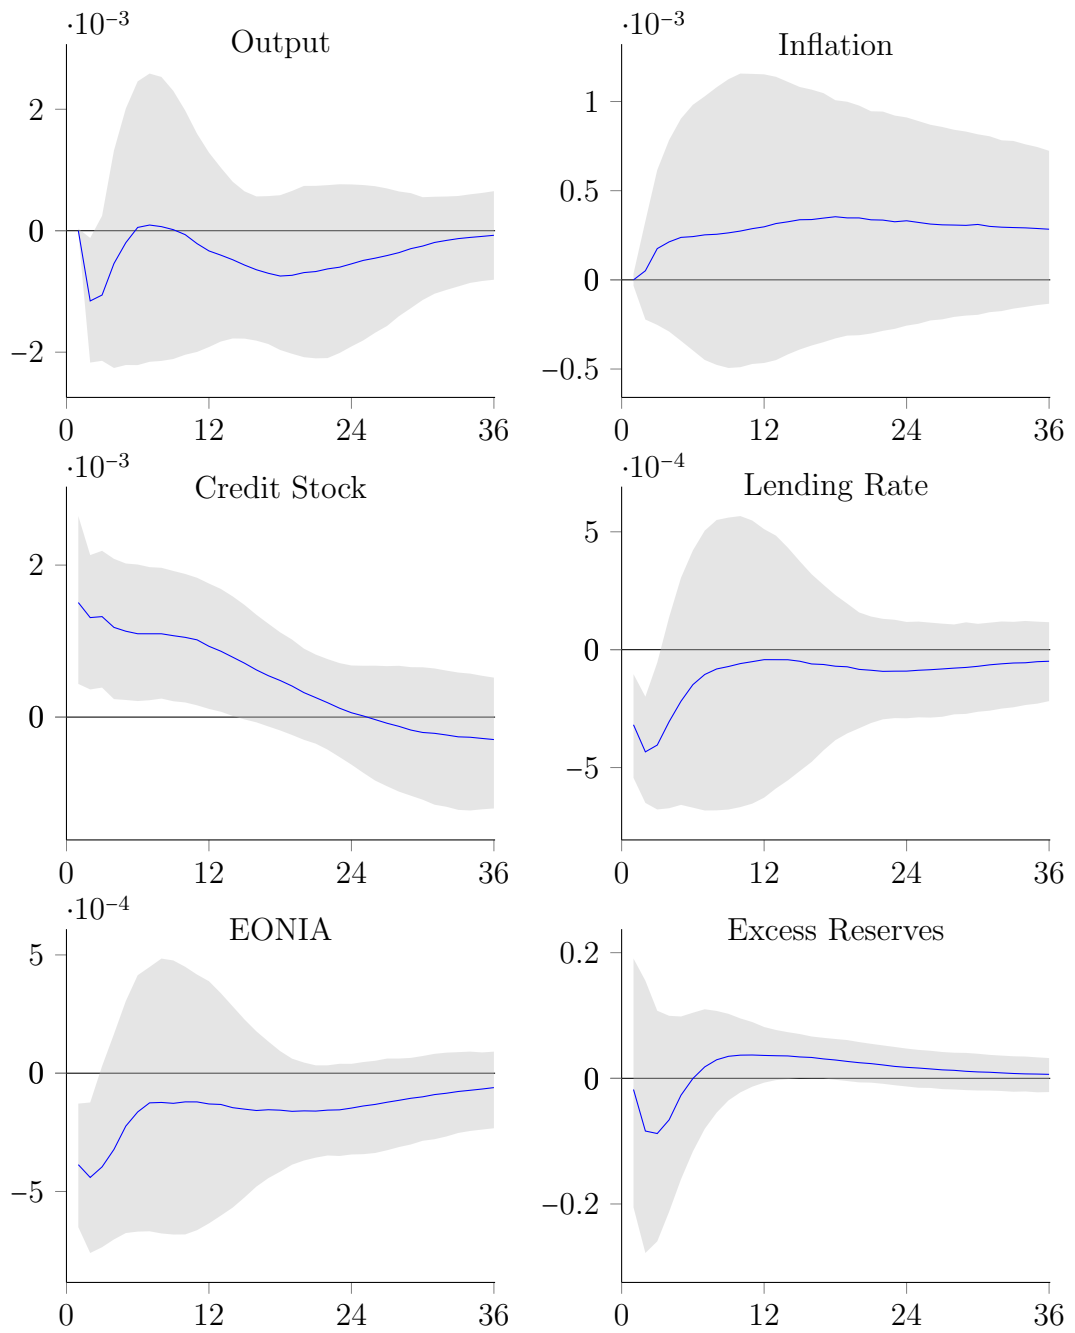 ·10⁻³
Output
2
0
−2
0 12 24 36
·10⁻³
Inflation
1
0.5
0
−0.5
0 12 24 36
·10⁻³
Credit Stock
2
0
0 12 24 36
·10⁻⁴
Lending Rate
5
0
−5
0 12 24 36
·10⁻⁴
EONIA
5
0
−5
0 12 24 36
Excess Reserves
0.2
0
−0.2
0 12 24 36